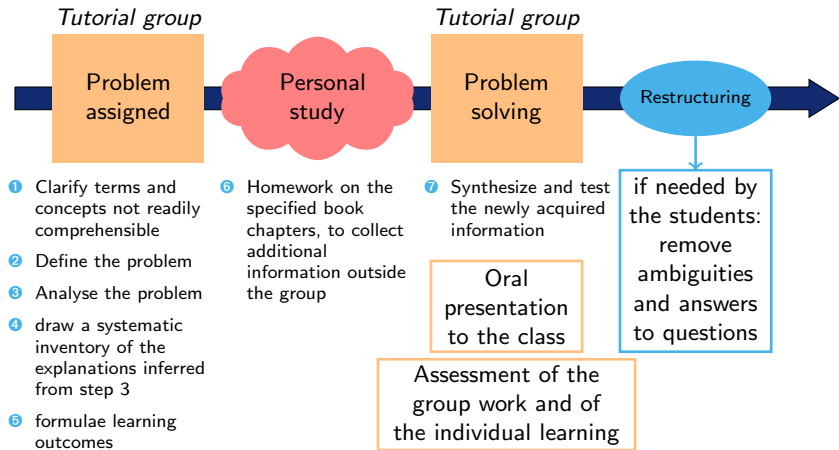 Tutorial group
Problem
assigned
Personal
study
Tutorial group
Problem
solving
Restructuring
1 Clarify terms and
concepts not readily
comprehensible
2 Define the problem
3 Analyse the problem
4 draw a systematic
inventory of the
explanations inferred
from step 3
5 formulae learning
outcomes
6 Homework on the
specified book
chapters, to collect
additional
information outside
the group
7 Synthesize and test
the newly acquired
information
Oral
presentation
to the class
Assessment of the
group work and of
the individual learning
if needed by
the students:
remove
ambiguities
and answers
to questions